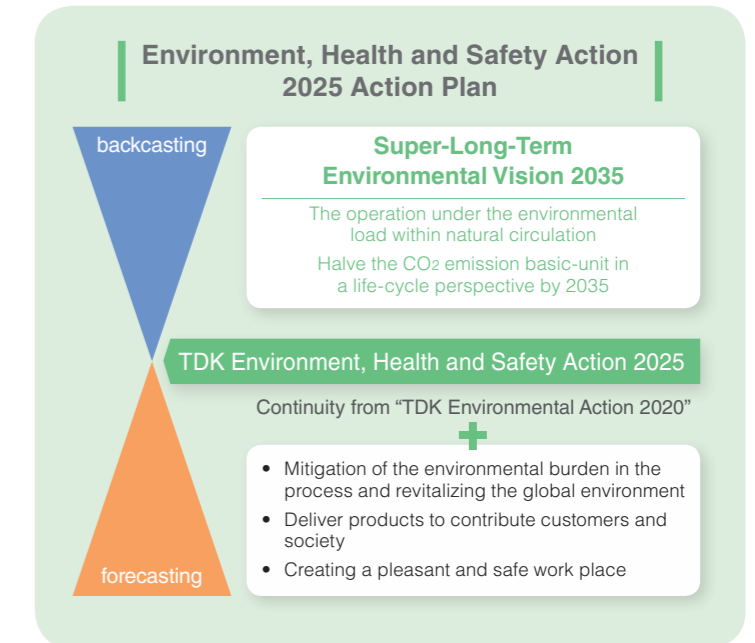 Environment, Health and Safety Action
2025 Action Plan
backcasting
Super-Long-Term
Environmental Vision 2035
The operation under the environmental
load within natural circulation
Halve the CO2 emission basic-unit in
a life-cycle perspective by 2035
TDK Environment, Health and Safety Action 2025
Continuity from “TDK Environmental Action 2020”
• Mitigation of the environmental burden in the
process and revitalizing the global environment
• Deliver products to contribute customers and
society
• Creating a pleasant and safe work place
forecasting